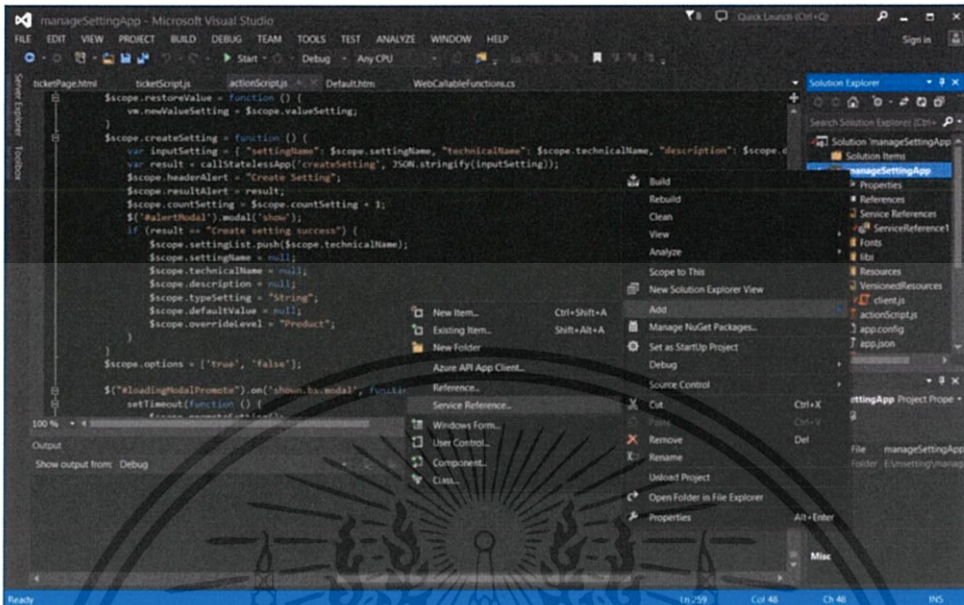 manageSettingApp - Microsoft Visual Studio
Quick Launch (Ctrl+Q)
FILE EDIT VIEW PROJECT BUILD DEBUG TEAM TOOLS TEST ANALYZE WINDOW HELP
Sign in
Start Debug Any CPU
Server Explorer
Toolbox
ticketPage.html ticketScript.js actionScript.js Default.htm WebCallableFunctions.cs
$scope.restoreValue = function () {
vm.newValueSetting = $scope.valueSetting;
}
$scope.createSetting = function () {
var inputSetting = { "settingName": $scope.settingName, "technicalName": $scope.technicalName, "description": $scope.d
var result = callStatelessApp('createSetting', JSON.stringify(inputSetting));
$scope.headerAlert = "Create Setting";
$scope.resultAlert = result;
$scope.countSetting = $scope.countSetting + 1;
$('#alertModal').modal('show');
if (result == "Create setting success") {
$scope.settingList.push($scope.technicalName);
$scope.settingName = null;
$scope.technicalName = null;
$scope.description = null;
$scope.typeSetting = "String";
$scope.defaultValue = null;
$scope.overrideLevel = "Product";
}
}
$scope.options = ['true', 'false'];
$("#loadingModalPromote").on('shown.bs.modal', functio
setTimeout(function () {
100 %
Output
Show output from: Debug
New Item... Ctrl+Shift+A
Existing Item... Shift+Alt+A
New Folder
Azure API App Client...
Reference...
Service Reference...
Windows Form...
User Control...
Component...
Class...
Build
Rebuild
Clean
View
Analyze
Scope to This
New Solution Explorer View
Add
Manage NuGet Packages...
Set as StartUp Project
Debug
Source Control
Cut Ctrl+X
Paste Ctrl+V
Remove Del
Rename
Unload Project
Open Folder in File Explorer
Properties Alt+Enter
Solution Explorer
Search Solution Explorer (Ctrl+
Solution 'manageSettingApp
Solution Items
manageSettingApp
Properties
References
Service References
ServiceReference1
Fonts
libs
Resources
VersionedResources
client.js
actionScript.js
app.config
app.json
ettingApp Project Prope
File manageSettingApp
Folder
Misc
Ready Ln 259 Col 48 Ch 48 INS